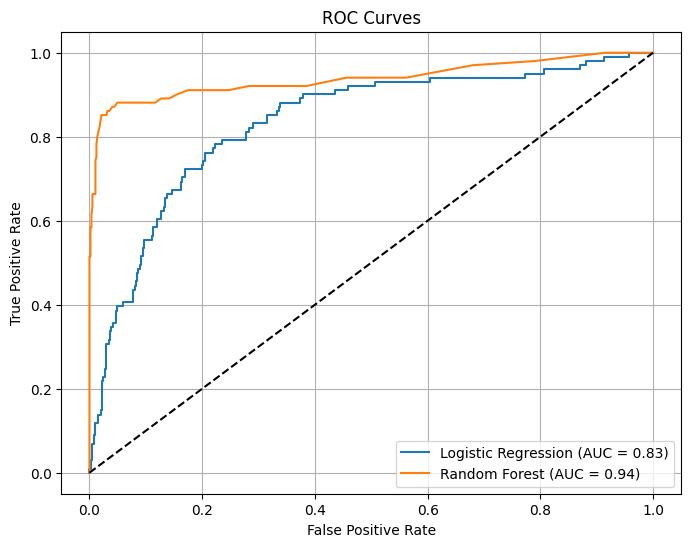 ROC Curves
1.0
0.8
0.6
0.4
0.2
0.0
True Positive Rate
0.0 0.2 0.4 0.6 0.8 1.0
False Positive Rate
Logistic Regression (AUC = 0.83)
Random Forest (AUC = 0.94)